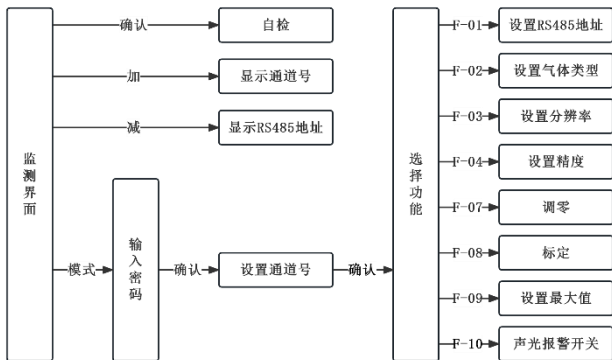 监测界面
确认
自检
加
显示通道号
减
显示RS485地址
模式
输入密码
确认
设置通道号
确认
选择功能
F-01
设置RS485地址
F-02
设置气体类型
F-03
设置分辨率
F-04
设置精度
F-07
调零
F-08
标定
F-09
设置最大值
F-10
声光报警开关